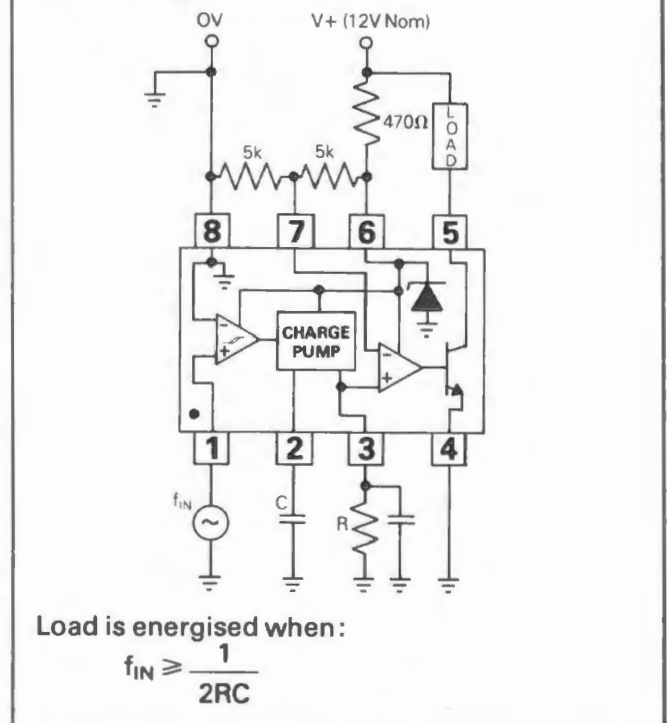 OV V+ (12V Nom)
470Ω
LOAD
5k 5k
8 7 6 5
CHARGE
PUMP
− − 
+ +
1 2 3 4
fIN
~
C
R
Load is energised when:
fIN ⩾ 1
2RC